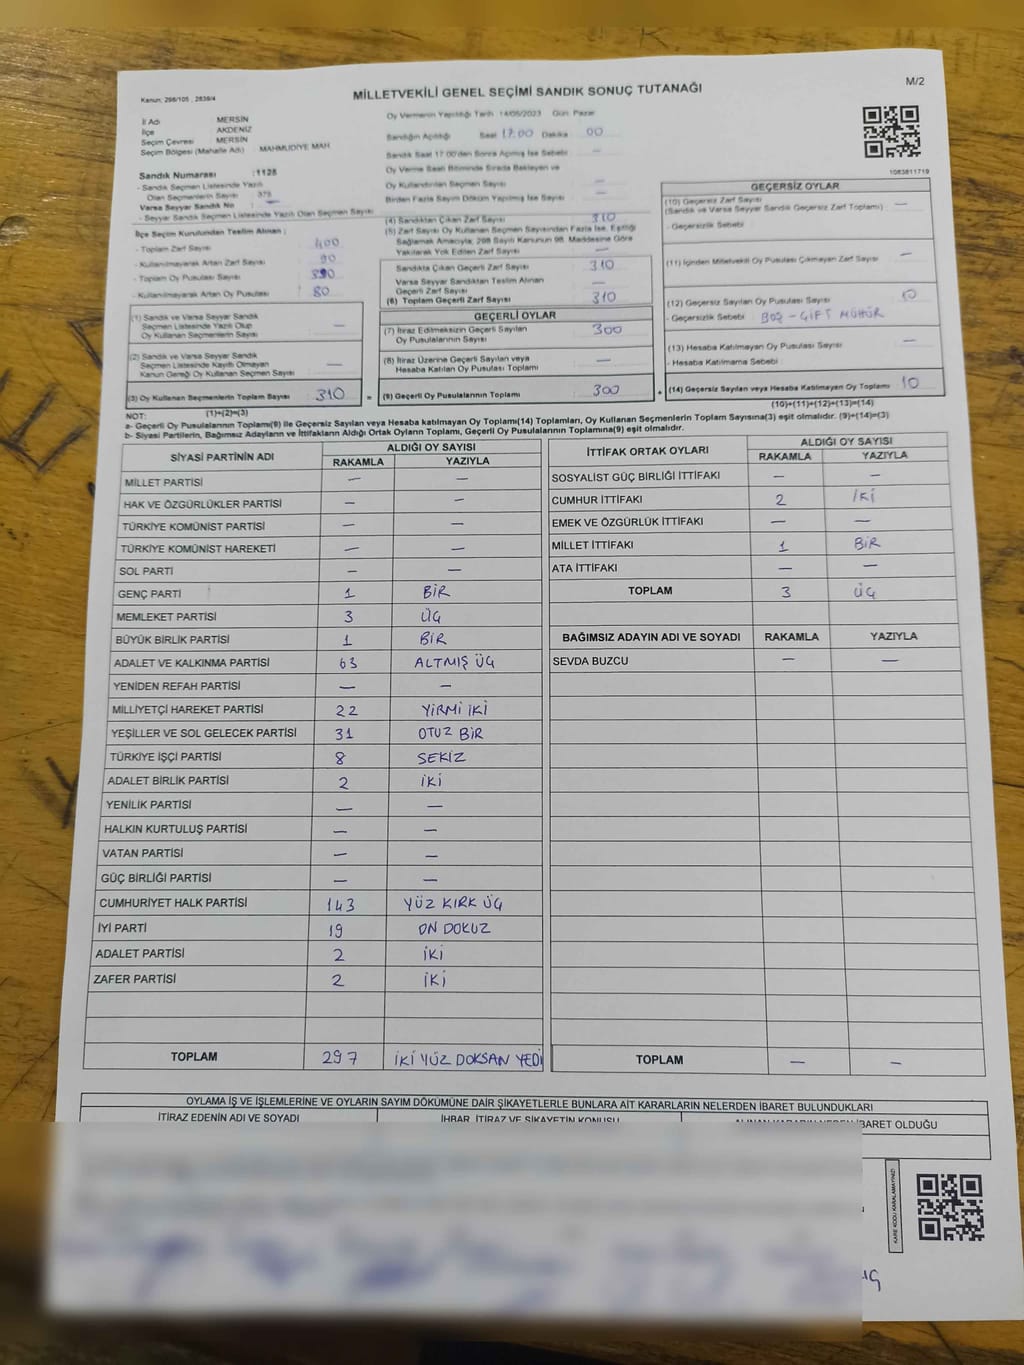 M/2
Kanun: 298/105 , 2839/4
MİLLETVEKİLİ GENEL SEÇİMİ SANDIK SONUÇ TUTANAĞI
İl Adı MERSİN
İlçe AKDENİZ
Seçim Çevresi MERSİN
Seçim Bölgesi (Mahalle Adı) : MAHMUDİYE MAH
Sandık Numarası :1128
- Sandık Seçmen Listesinde Yazılı
Olan Seçmenlerin Sayısı 375
Varsa Seyyar Sandık No : —
- Seyyar Sandık Seçmen Listesinde Yazılı Olan Seçmen Sayısı
İlçe Seçim Kurulundan Teslim Alınan ;
- Toplam Zarf Sayısı : 400
- Kullanılmayarak Artan Zarf Sayısı : 90
- Toplam Oy Pusulası Sayısı : 390
- Kullanılmayarak Artan Oy Pusulası : 80
(1) Sandık ve Varsa Seyyar Sandık
Seçmen Listesinde Yazılı Olup
Oy Kullanan Seçmenlerin Sayısı —
(2) Sandık ve Varsa Seyyar Sandık
Seçmen Listesinde Kayıtlı Olmayan
Kanun Gereği Oy Kullanan Seçmen Sayısı —
(3) Oy Kullanan Seçmenlerin Toplam Sayısı 310
(1)+(2)=(3)
Oy Vermenin Yapıldığı Tarih :14/05/2023 Gün: Pazar
Sandığın Açıldığı Saat 17:00 Dakika 00
Sandık Saat 17:00'den Sonra Açılmış İse Sebebi : —
Oy Verme Saati Bitiminde Sırada Bekleyen ve
Oy Kullandırılan Seçmen Sayısı : —
Birden Fazla Sayım Döküm Yapılmış İse Sayısı : —
(4) Sandıktan Çıkan Zarf Sayısı : 310
(5) Zarf Sayısı Oy Kullanan Seçmen Sayısından Fazla İse, Eşitliği
Sağlamak Amacıyla; 298 Sayılı Kanunun 98. Maddesine Göre
Yakılarak Yok Edilen Zarf Sayısı : —
Sandıkta Çıkan Geçerli Zarf Sayısı : 310
Varsa Seyyar Sandıktan Teslim Alınan
Geçerli Zarf Sayısı : —
(6) Toplam Geçerli Zarf Sayısı : 310
GEÇERLİ OYLAR
(7) İtiraz Edilmeksizin Geçerli Sayılan
Oy Pusulalarının Sayısı : 300
(8) İtiraz Üzerine Geçerli Sayılan veya
Hesaba Katılan Oy Pusulası Toplamı : —
= (9) Geçerli Oy Pusulalarının Toplamı : 300
1083811719
GEÇERSİZ OYLAR
(10) Geçersiz Zarf Sayısı
(Sandık ve Varsa Seyyar Sandık Geçersiz Zarf Toplamı) : —
- Geçersizlik Sebebi :
(11) İçinden Milletvekili Oy Pusulası Çıkmayan Zarf Sayısı : —
(12) Geçersiz Sayılan Oy Pusulası Sayısı : 10
- Geçersizlik Sebebi : BOŞ - ÇİFT MÜHÜR
(13) Hesaba Katılmayan Oy Pusulası Sayısı : —
- Hesaba Katılmama Sebebi :
+ (14) Geçersiz Sayılan veya Hesaba Katılmayan Oy Toplamı : 10
(10)+(11)+(12)+(13)=(14)
NOT:
a- Geçerli Oy Pusulalarının Toplamı(9) ile Geçersiz Sayılan veya Hesaba katılmayan Oy Toplamı(14) Toplamları, Oy Kullanan Seçmenlerin Toplam Sayısına(3) eşit olmalıdır. (9)+(14)=(3)
b- Siyasi Partilerin, Bağımsız Adayların ve İttifakların Aldığı Ortak Oyların Toplamı, Geçerli Oy Pusulalarının Toplamına(9) eşit olmalıdır.
SİYASİ PARTİNİN ADI ALDIĞI OY SAYISI
RAKAMLA YAZIYLA
MİLLET PARTİSİ — —
HAK VE ÖZGÜRLÜKLER PARTİSİ — —
TÜRKİYE KOMÜNİST PARTİSİ — —
TÜRKİYE KOMÜNİST HAREKETİ — —
SOL PARTİ — —
GENÇ PARTİ 1 BİR
MEMLEKET PARTİSİ 3 ÜÇ
BÜYÜK BİRLİK PARTİSİ 1 BİR
ADALET VE KALKINMA PARTİSİ 63 ALTMIŞ ÜÇ
YENİDEN REFAH PARTİSİ — —
MİLLİYETÇİ HAREKET PARTİSİ 22 YİRMİ İKİ
YEŞİLLER VE SOL GELECEK PARTİSİ 31 OTUZ BİR
TÜRKİYE İŞÇİ PARTİSİ 8 SEKİZ
ADALET BİRLİK PARTİSİ 2 İKİ
YENİLİK PARTİSİ — —
HALKIN KURTULUŞ PARTİSİ — —
VATAN PARTİSİ — —
GÜÇ BİRLİĞİ PARTİSİ — —
CUMHURİYET HALK PARTİSİ 143 YÜZ KIRK ÜÇ
İYİ PARTİ 19 ON DOKUZ
ADALET PARTİSİ 2 İKİ
ZAFER PARTİSİ 2 İKİ
TOPLAM 297 İKİ YÜZ DOKSAN YEDİ
İTTİFAK ORTAK OYLARI ALDIĞI OY SAYISI
RAKAMLA YAZIYLA
SOSYALİST GÜÇ BİRLİĞİ İTTİFAKI — —
CUMHUR İTTİFAKI 2 İKİ
EMEK VE ÖZGÜRLÜK İTTİFAKI — —
MİLLET İTTİFAKI 1 BİR
ATA İTTİFAKI — —
TOPLAM 3 ÜÇ
BAĞIMSIZ ADAYIN ADI VE SOYADI RAKAMLA YAZIYLA
SEVDA BUZCU — —
TOPLAM — —
OYLAMA İŞ VE İŞLEMLERİNE VE OYLARIN SAYIM DÖKÜMÜNE DAİR ŞİKAYETLERLE BUNLARA AİT KARARLARIN NELERDEN İBARET BULUNDUKLARI
İTİRAZ EDENİN ADI VE SOYADI İHBAR, İTİRAZ VE ŞİKAYETİN KONUSU ALINAN KARARIN NEDEN İBARET OLDUĞU
KARE KODU KARALAMAYINIZ!